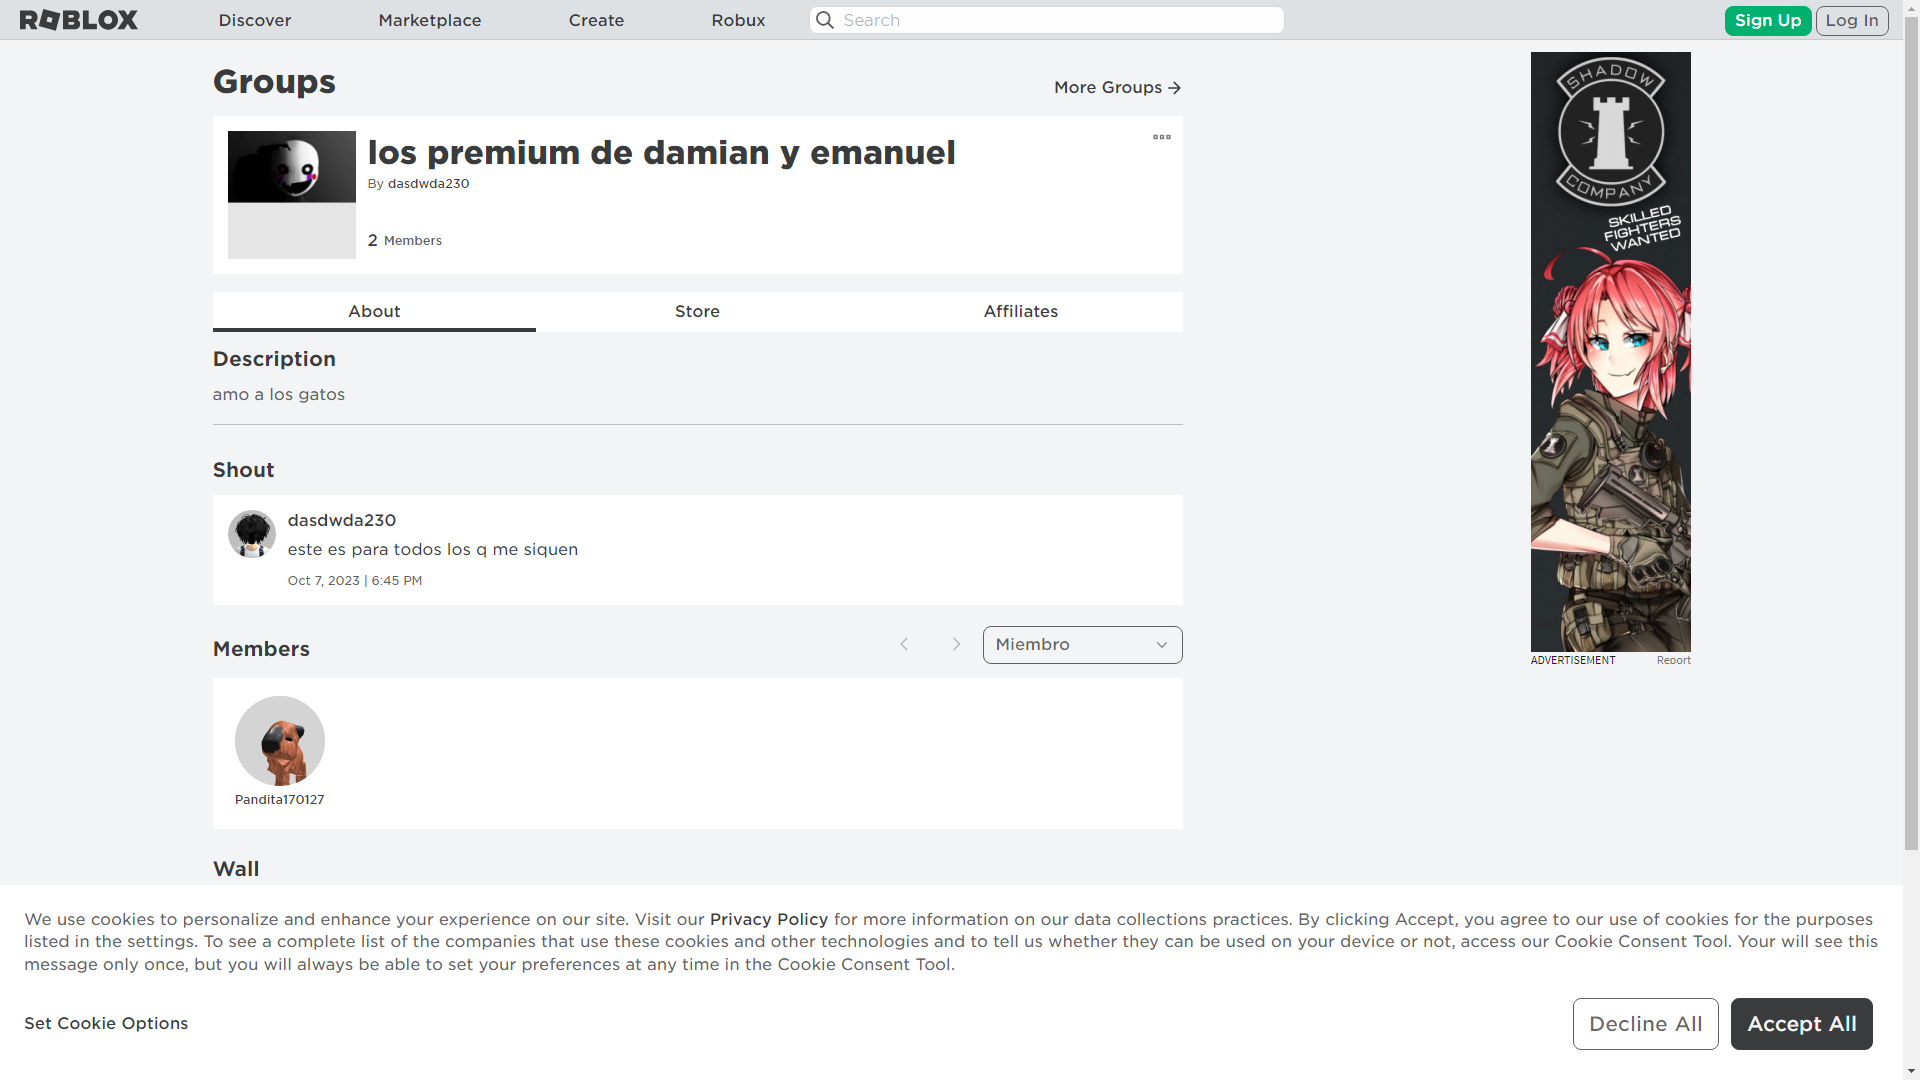 ROBLOX
Discover
Marketplace
Create
Robux
Search
Sign Up
Log In
Groups
More Groups
los premium de damian y emanuel
By dasdwda230
2 Members
About
Store
Affiliates
Description
amo a los gatos
Shout
dasdwda230
este es para todos los q me siquen
Oct 7, 2023 | 6:45 PM
Members
Miembro
Pandita170127
Wall
SHADOW
COMPANY
SKILLED
FIGHTERS
WANTED
ADVERTISEMENT
Report
We use cookies to personalize and enhance your experience on our site. Visit our Privacy Policy for more information on our data collections practices. By clicking Accept, you agree to our use of cookies for the purposes
listed in the settings. To see a complete list of the companies that use these cookies and other technologies and to tell us whether they can be used on your device or not, access our Cookie Consent Tool. Your will see this
message only once, but you will always be able to set your preferences at any time in the Cookie Consent Tool.
Set Cookie Options
Decline All
Accept All